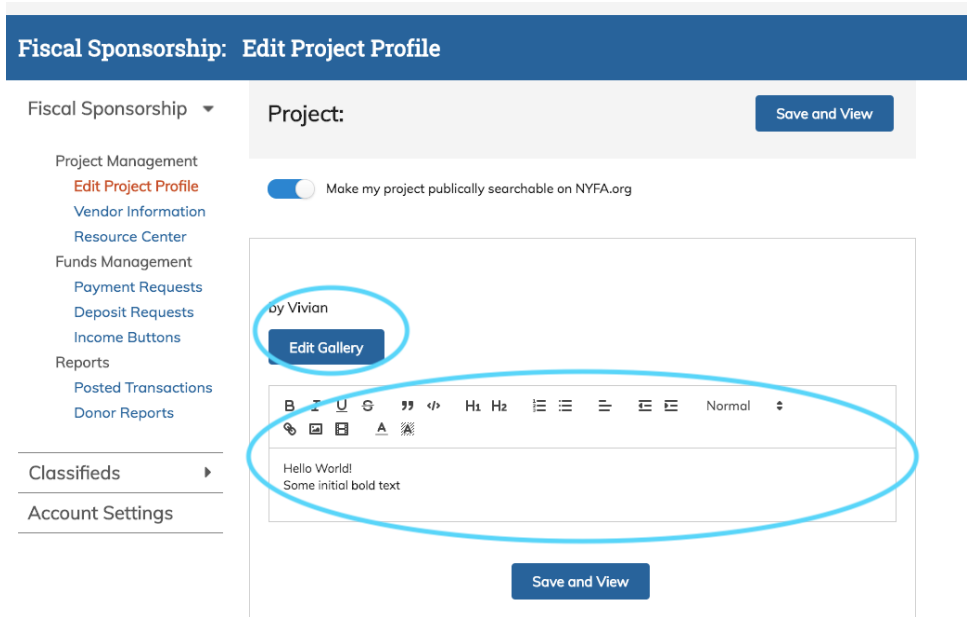 Fiscal Sponsorship: Edit Project Profile
Fiscal Sponsorship
Project Management
Edit Project Profile
Vendor Information
Resource Center
Funds Management
Payment Requests
Deposit Requests
Income Buttons
Reports
Posted Transactions
Donor Reports
Classifieds
Account Settings
Project:
Save and View
Make my project publically searchable on NYFA.org
by Vivian
Edit Gallery
B I U S ” </> H1 H2 Normal
A A
Hello World!
Some initial bold text
Save and View